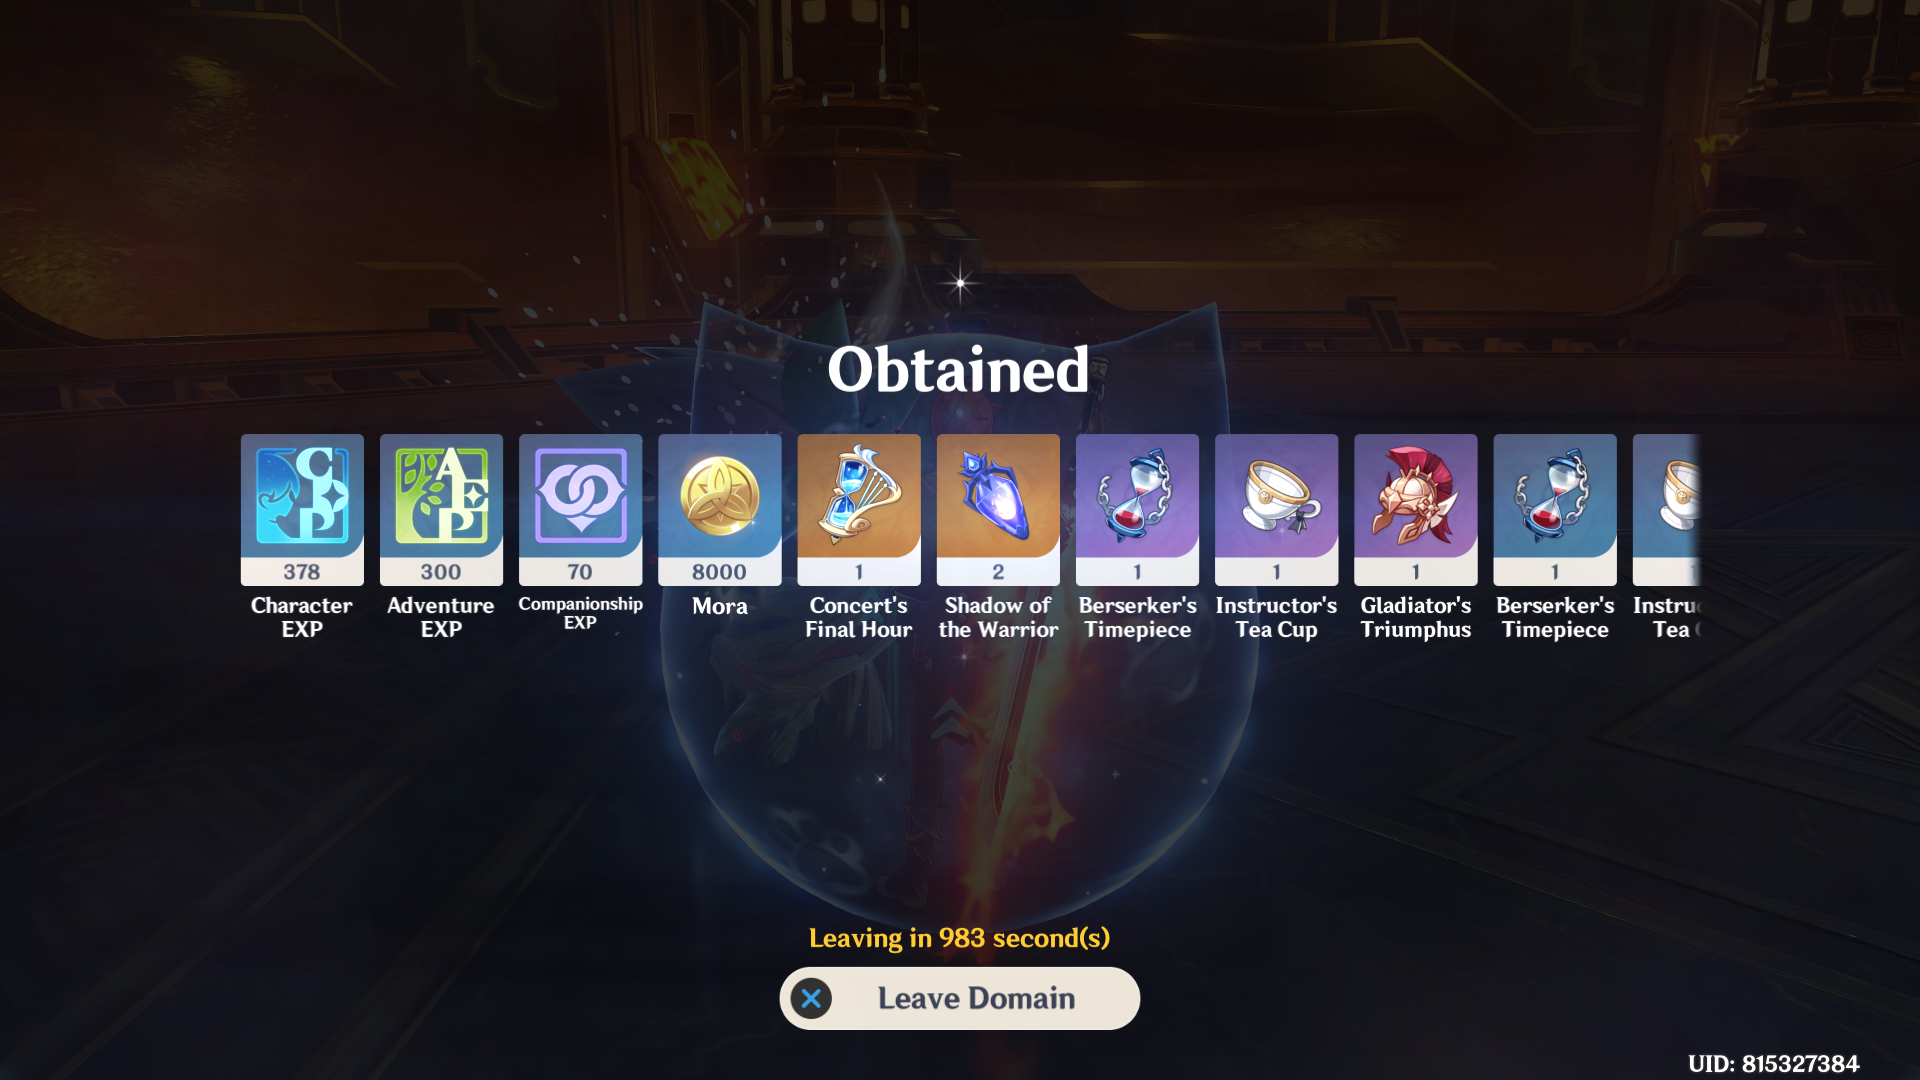 Obtained
378
300
70
8000
1
2
1
1
1
1
1
Character
EXP
Adventure
EXP
Companionship
EXP
Mora
Concert's
Final Hour
Shadow of
the Warrior
Berserker's
Timepiece
Instructor's
Tea Cup
Gladiator's
Triumphus
Berserker's
Timepiece
Tea
Leaving in 983 second(s)
Leave Domain
UID: 815327384